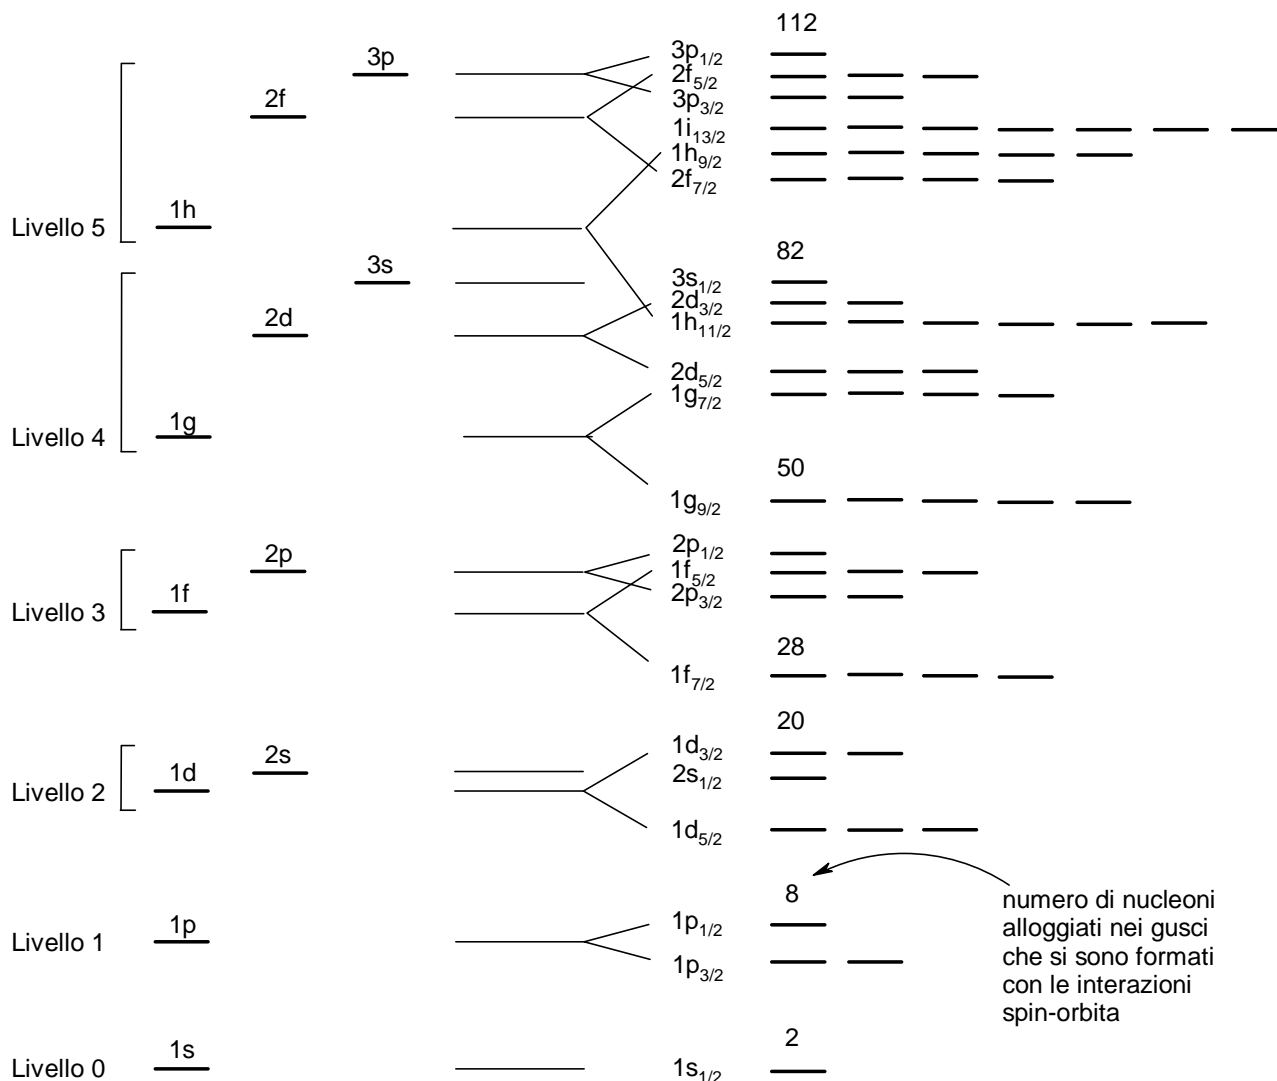 112
3p1/2
3p
2f5/2
2f
3p3/2
1i13/2
1h9/2
2f7/2
1h
Livello 5
82
3s
3s1/2
2d3/2
2d
1h11/2
2d5/2
1g7/2
1g
Livello 4
50
1g9/2
2p1/2
2p
1f5/2
2p3/2
1f
Livello 3
28
1f7/2
20
1d3/2
2s
1d
2s1/2
Livello 2
1d5/2
8
numero di nucleoni
alloggiati nei gusci
che si sono formati
con le interazioni
spin-orbita
1p1/2
1p
Livello 1
1p3/2
2
1s
Livello 0
1s1/2